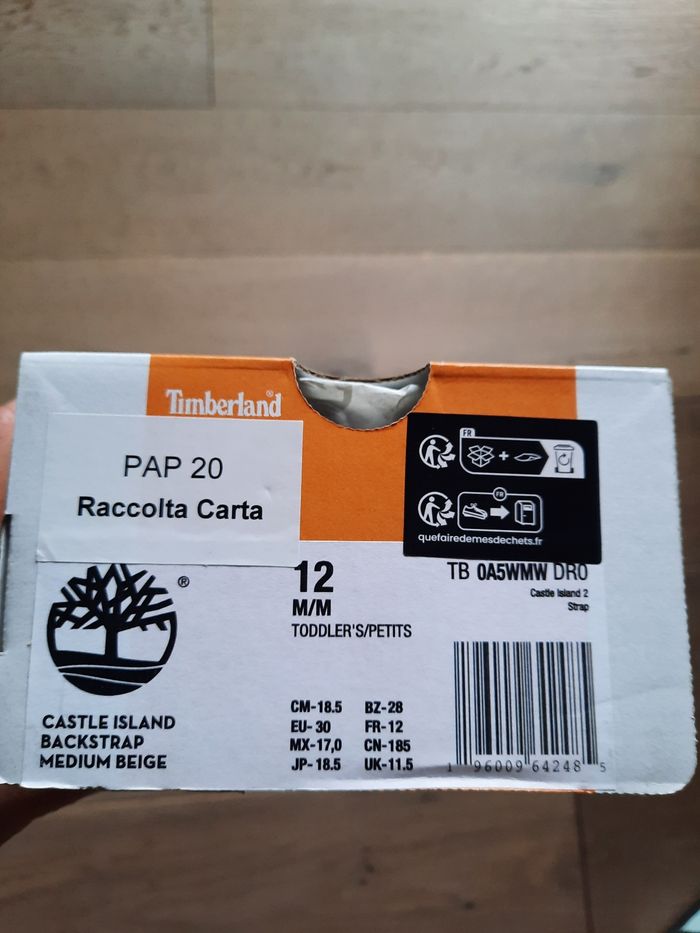 Timberland®
PAP 20
Raccolta Carta
FR
FR
quefairedemesdechets.fr
®
CASTLE ISLAND
BACKSTRAP
MEDIUM BEIGE
12
M/M
TODDLER'S/PETITS
CM-18.5 BZ-28
EU- 30 FR-12
MX-17,0 CN-185
JP- 18.5 UK-11.5
TB 0A5WMW DR0
Castle Island 2
Strap
1 96009 64248 5